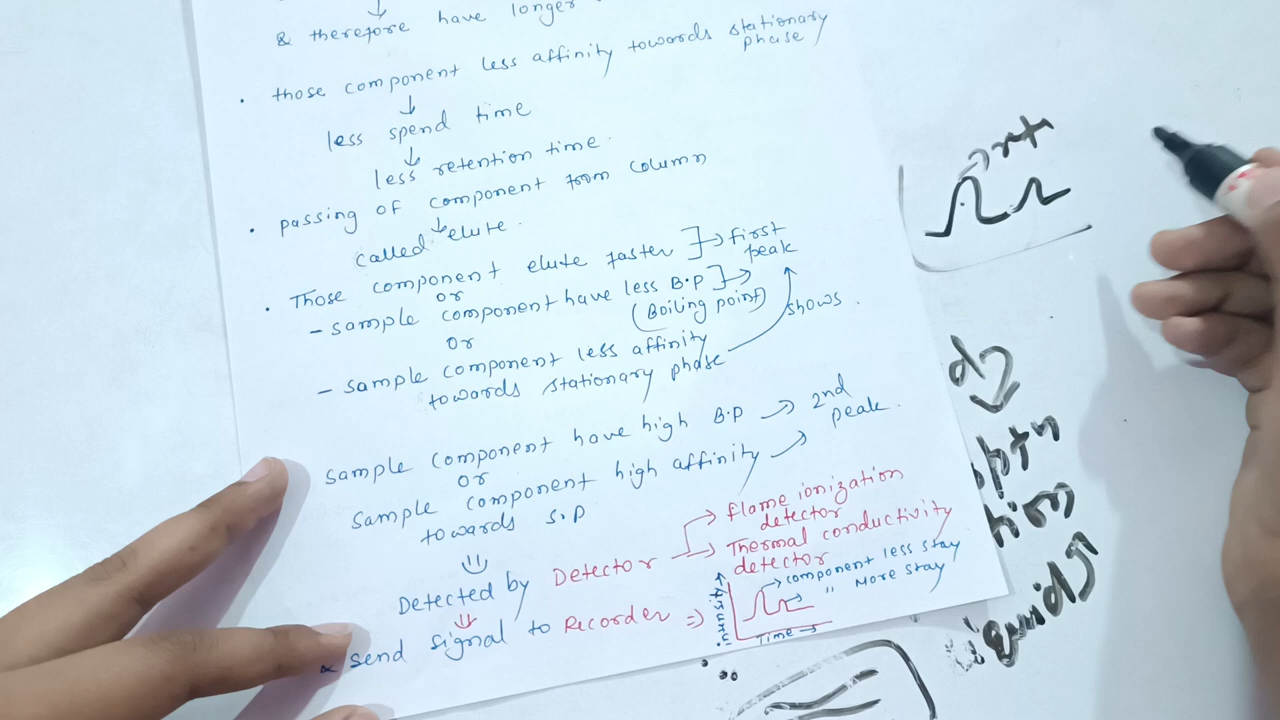 & therefore have longer
. those component less affinity towards stationary phase
↓
less spend time
↓
less retention time.
. passing of component from column
↓
called elute.
. Those component elute faster ]→ first peak
or
- sample component have less B.P ]→
(Boiling point)
or
- sample component less affinity towards stationary phase
shows.
sample component have high B.P → 2nd peak.
or
sample component high affinity towards S.P
⇓
Detected by Detector → flame ionization detector
→ Thermal conductivity detector
⇓
& send signal to Recorder ⇒
→ component less stay
→ " More stay
Time →